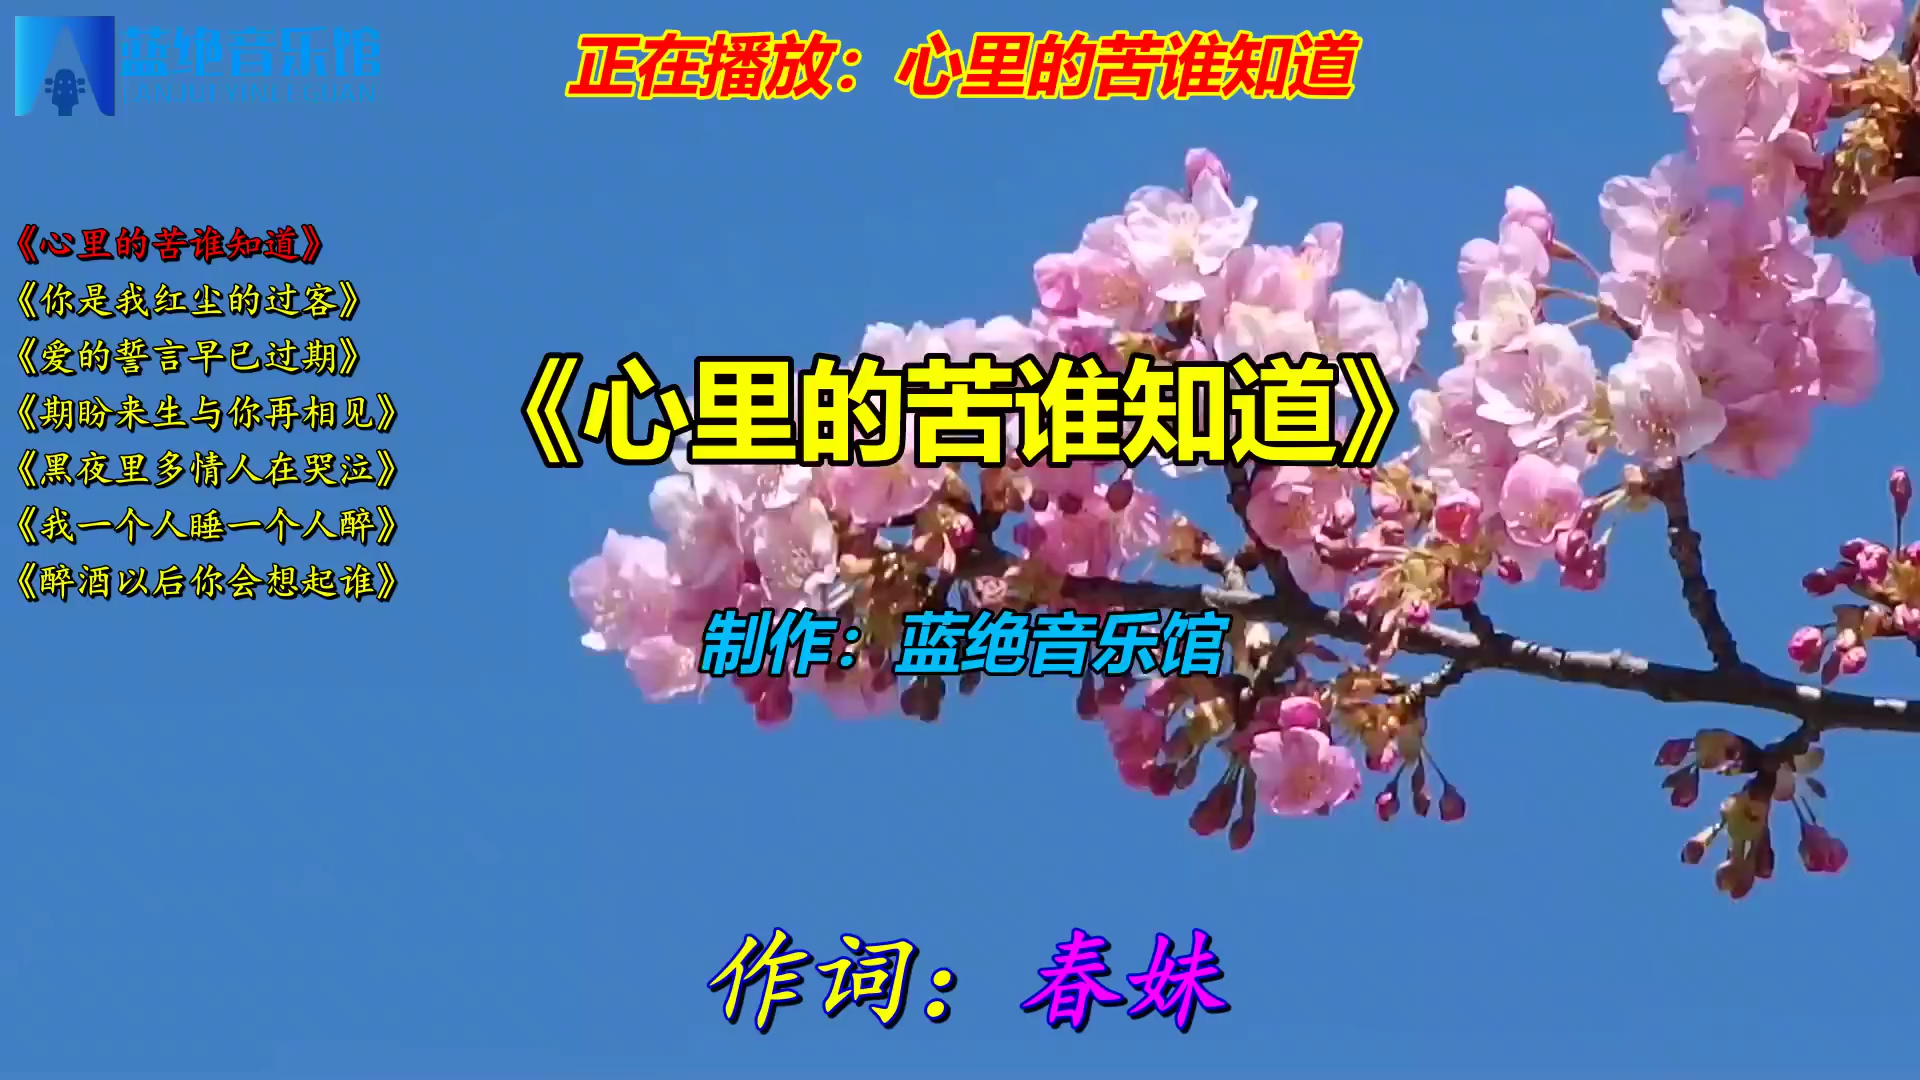 蓝绝音乐馆
LANJUEYINYUEGUAN
正在播放：心里的苦谁知道
《心里的苦谁知道》
《你是我红尘的过客》
《爱的誓言早已过期》
《期盼来生与你再相见》
《黑夜里多情人在哭泣》
《我一个人睡一个人醉》
《醉酒以后你会想起谁》
《心里的苦谁知道》
制作：蓝绝音乐馆
作词：春妹